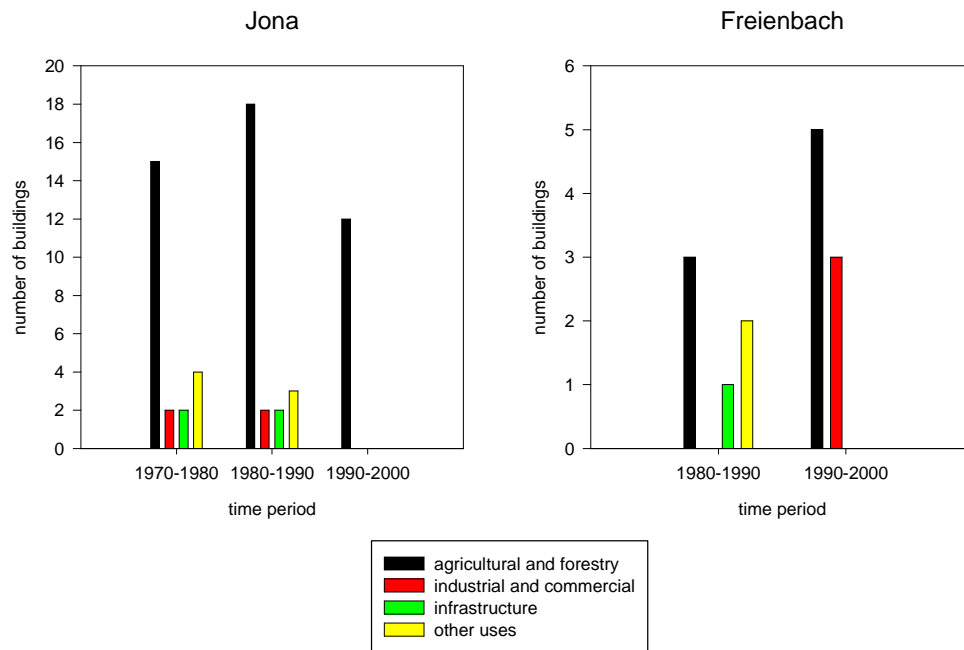 Jona
20
18
16
14
12
10
8
6
4
2
0
number of buildings
1970-1980 1980-1990 1990-2000
time period
Freienbach
6
5
4
3
2
1
0
number of buildings
1980-1990 1990-2000
time period
agricultural and forestry
industrial and commercial
infrastructure
other uses